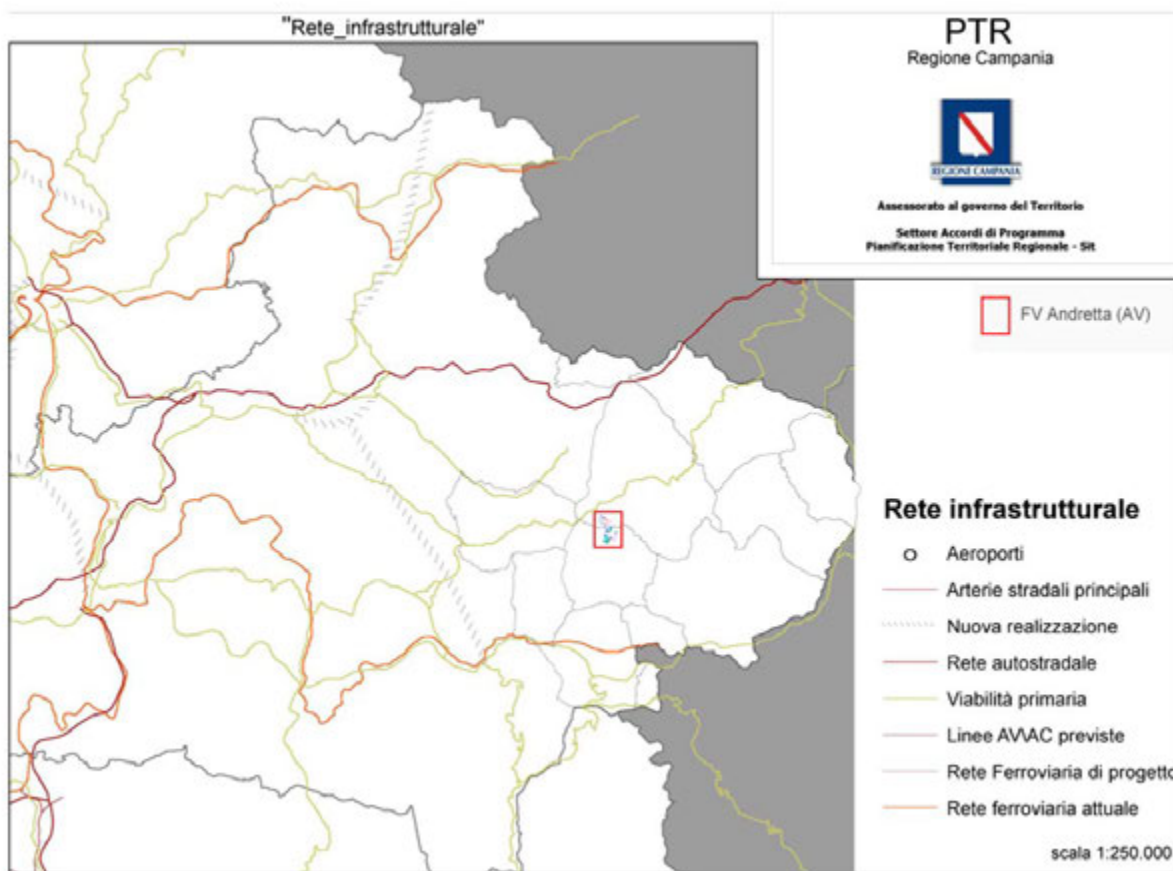 "Rete_infrastrutturale"
PTR
Regione Campania
REGIONE CAMPANIA
Assessorato al governo del Territorio
Settore Accordi di Programma
Pianificazione Territoriale Regionale - Sit
FV Andretta (AV)
Rete infrastrutturale
Aeroporti
Arterie stradali principali
Nuova realizzazione
Rete autostradale
Viabilità primaria
Linee AV\AC previste
Rete Ferroviaria di progetto
Rete ferroviaria attuale
scala 1:250.000